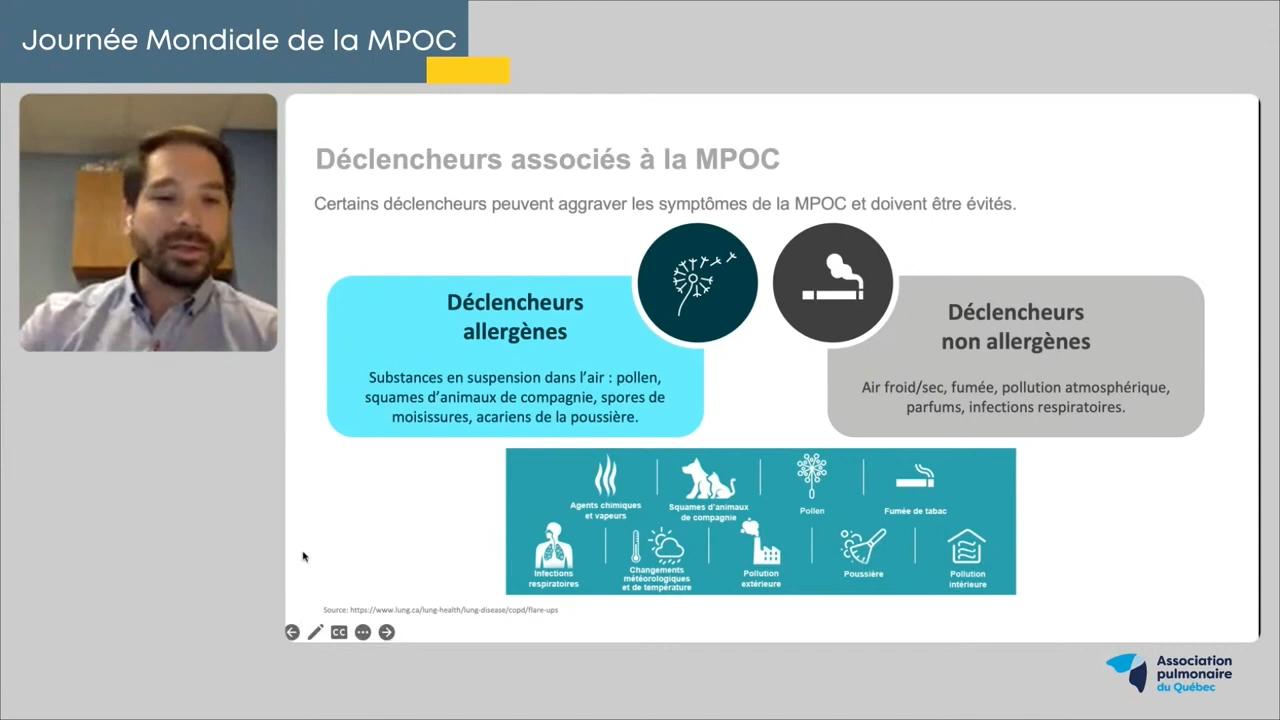 Journée Mondiale de la MPOC
Déclencheurs associés à la MPOC
Certains déclencheurs peuvent aggraver les symptômes de la MPOC et doivent être évités.
Déclencheurs
allergènes
Substances en suspension dans l'air : pollen,
squames d'animaux de compagnie, spores de
moisissures, acariens de la poussière.
Déclencheurs
non allergènes
Air froid/sec, fumée, pollution atmosphérique,
parfums, infections respiratoires.
Agents chimiques
et vapeurs
Squames d'animaux
de compagnie
Pollen
Fumée de tabac
Infections
respiratoires
Changements
météorologiques
et de température
Pollution
extérieure
Poussière
Pollution
intérieure
Source: https://www.lung.ca/lung-health/lung-disease/copd/flare-ups
CC
Association
pulmonaire
du Québec